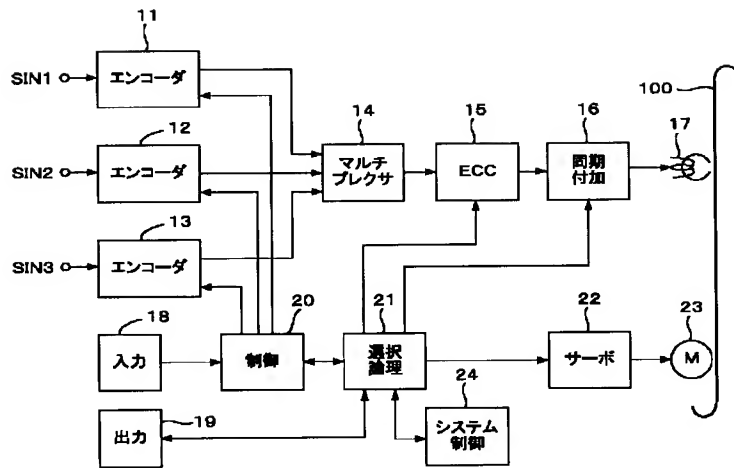 11
SIN1
エンコーダ
12
SIN2
エンコーダ
13
SIN3
エンコーダ
14
マルチ
プレクサ
15
ECC
16
同期
付加
17
100
18
入力
19
出力
20
制御
21
選択
論理
22
サーボ
23
M
24
システム
制御